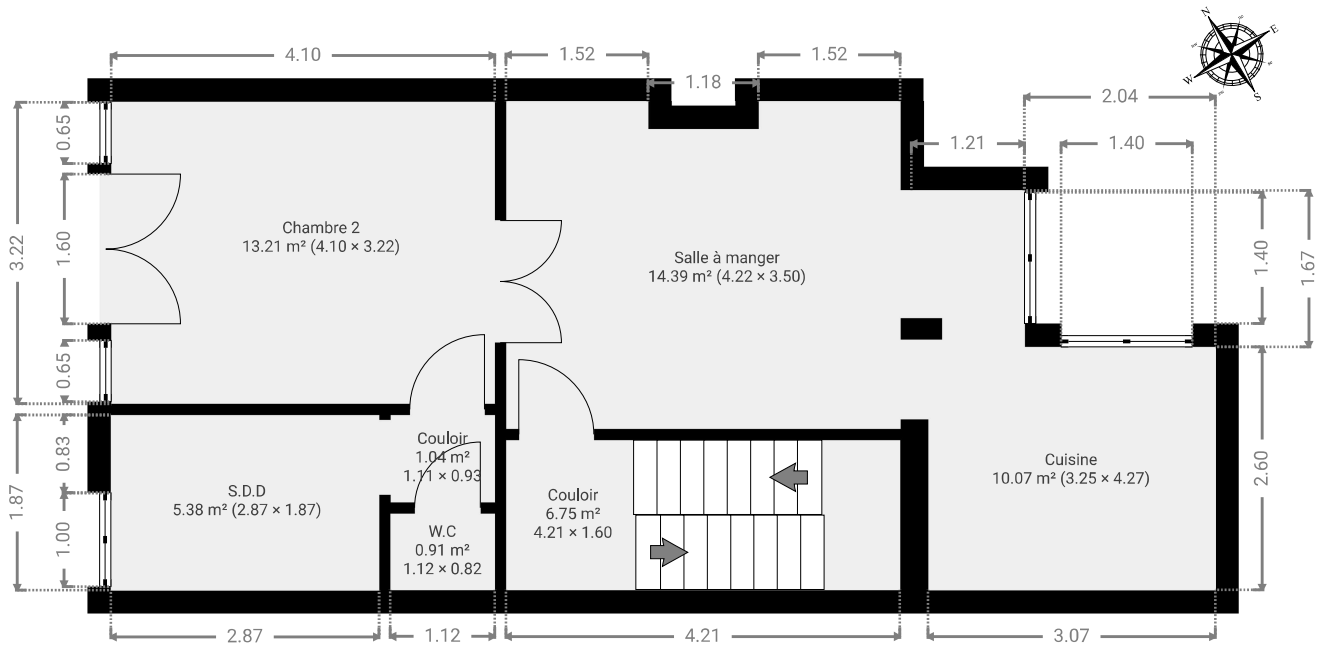 N
E
W
S
4.10
1.52
1.18
1.52
2.04
1.21
1.40
0.65
1.60
0.65
3.22
0.83
1.00
1.87
1.40
1.67
2.60
Chambre 2
13.21 m² (4.10 × 3.22)
Salle à manger
14.39 m² (4.22 × 3.50)
Couloir
1.04 m²
1.11 × 0.93
S.D.D
5.38 m² (2.87 × 1.87)
W.C
0.91 m²
1.12 × 0.82
Couloir
6.75 m²
4.21 × 1.60
Cuisine
10.07 m² (3.25 × 4.27)
2.87
1.12
4.21
3.07